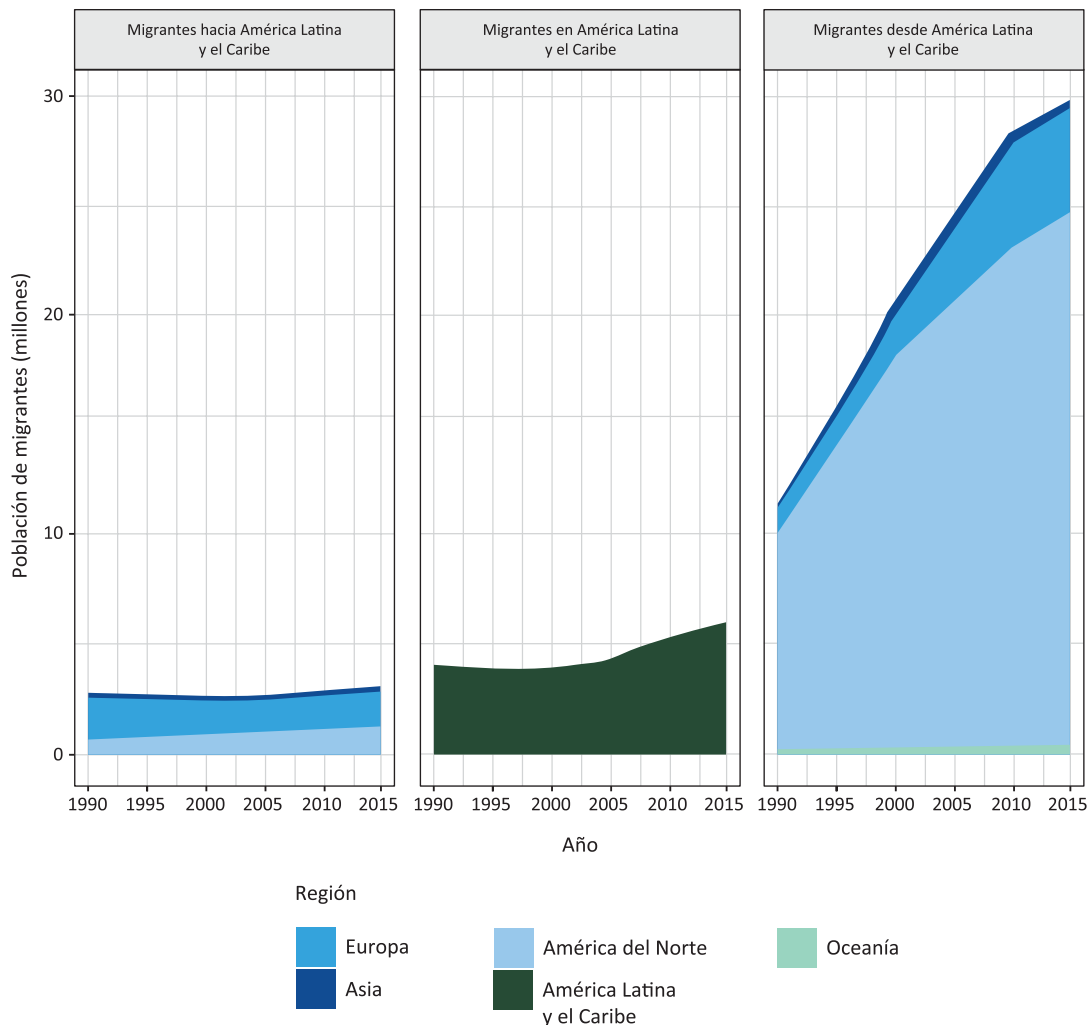 Migrantes hacia América Latina
y el Caribe
Migrantes en América Latina
y el Caribe
Migrantes desde América Latina
y el Caribe
Población de migrantes (millones)
30
20
10
0
1990 1995 2000 2005 2010 2015
1990 1995 2000 2005 2010 2015
1990 1995 2000 2005 2010 2015
Año
Región
Europa
América del Norte
Oceanía
Asia
América Latina
y el Caribe